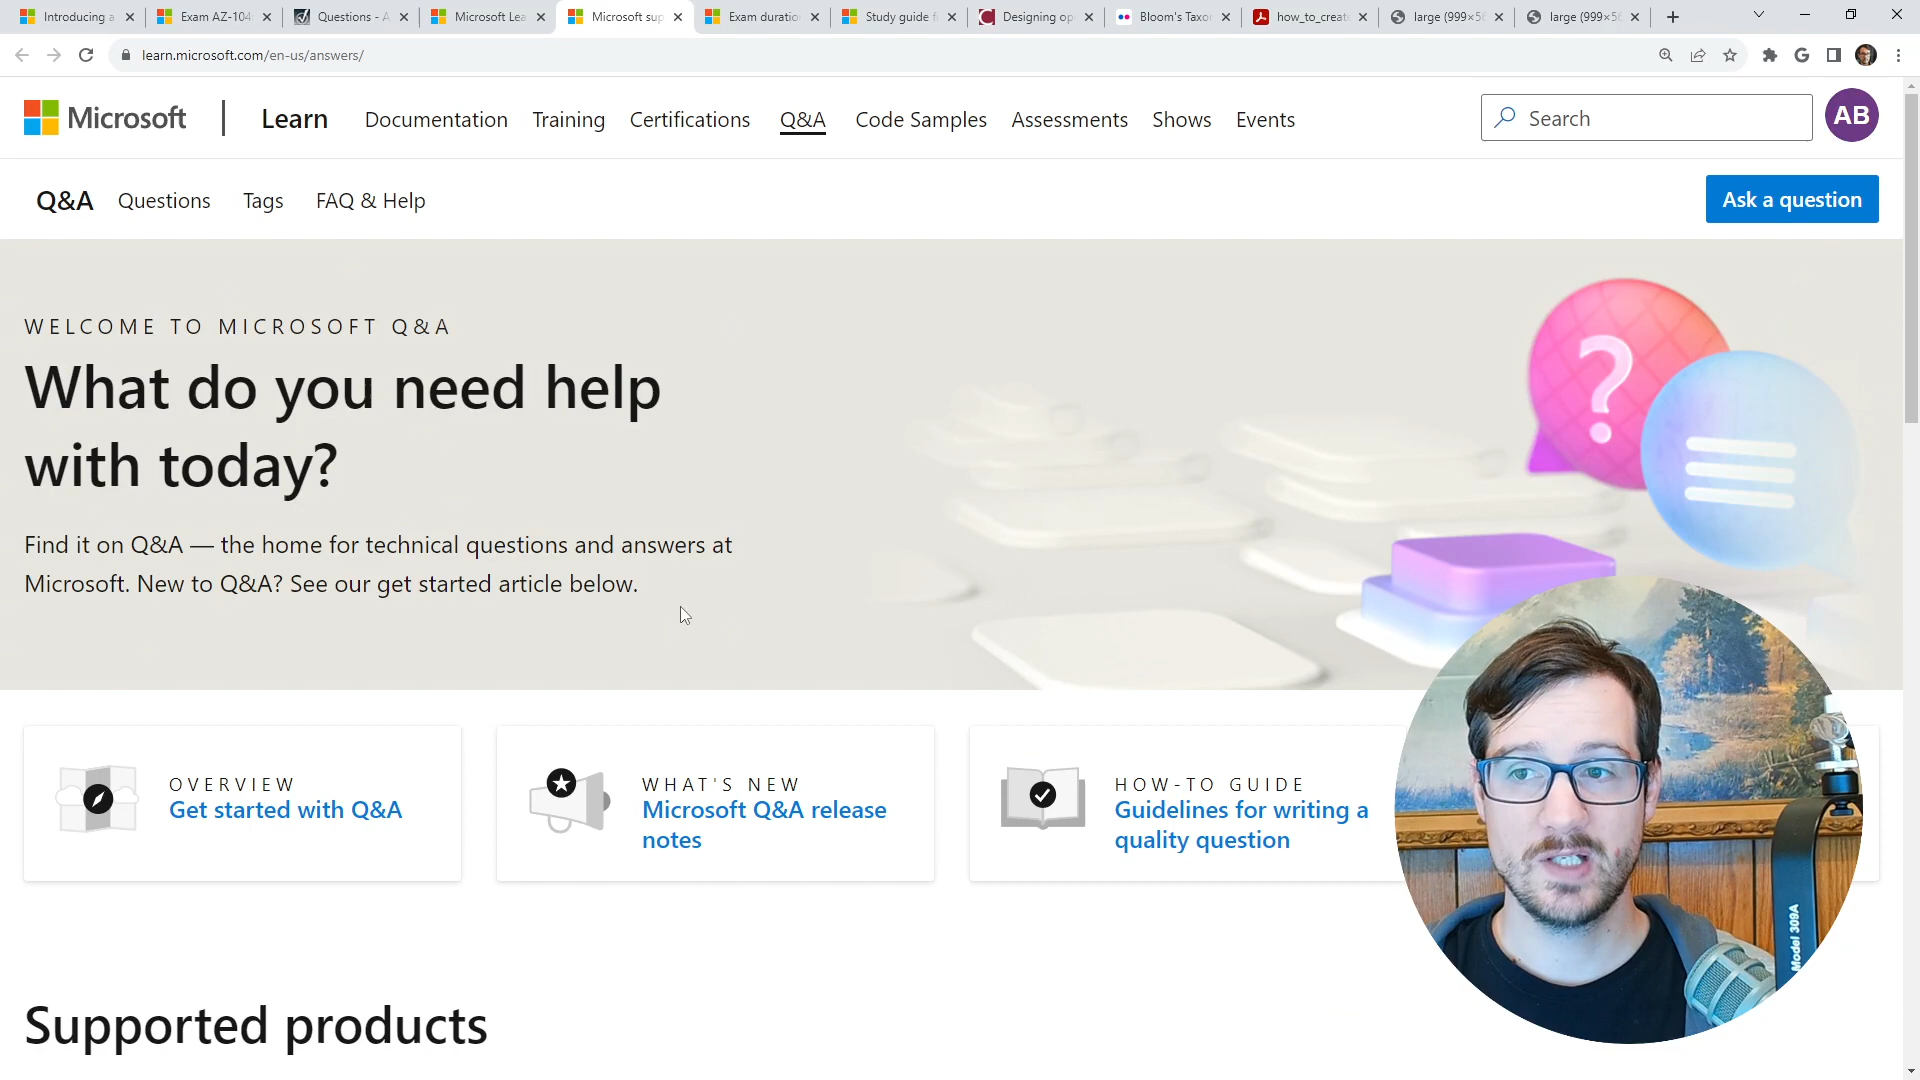 Introducing a
Exam AZ-104
Questions - A
Microsoft Lea
Microsoft sup
Exam duratio
Study guide f
Designing op
Bloom's Taxo
how_to_create
large (999×56
large (999×56
learn.microsoft.com/en-us/answers/
Microsoft
Learn
Documentation
Training
Certifications
Q&A
Code Samples
Assessments
Shows
Events
Search
AB
Q&A
Questions
Tags
FAQ & Help
Ask a question
WELCOME TO MICROSOFT Q&A
What do you need help
with today?
Find it on Q&A — the home for technical questions and answers at
Microsoft. New to Q&A? See our get started article below.
?
OVERVIEW
Get started with Q&A
WHAT'S NEW
Microsoft Q&A release
notes
HOW-TO GUIDE
Guidelines for writing a
quality question
Model 309A
Supported products